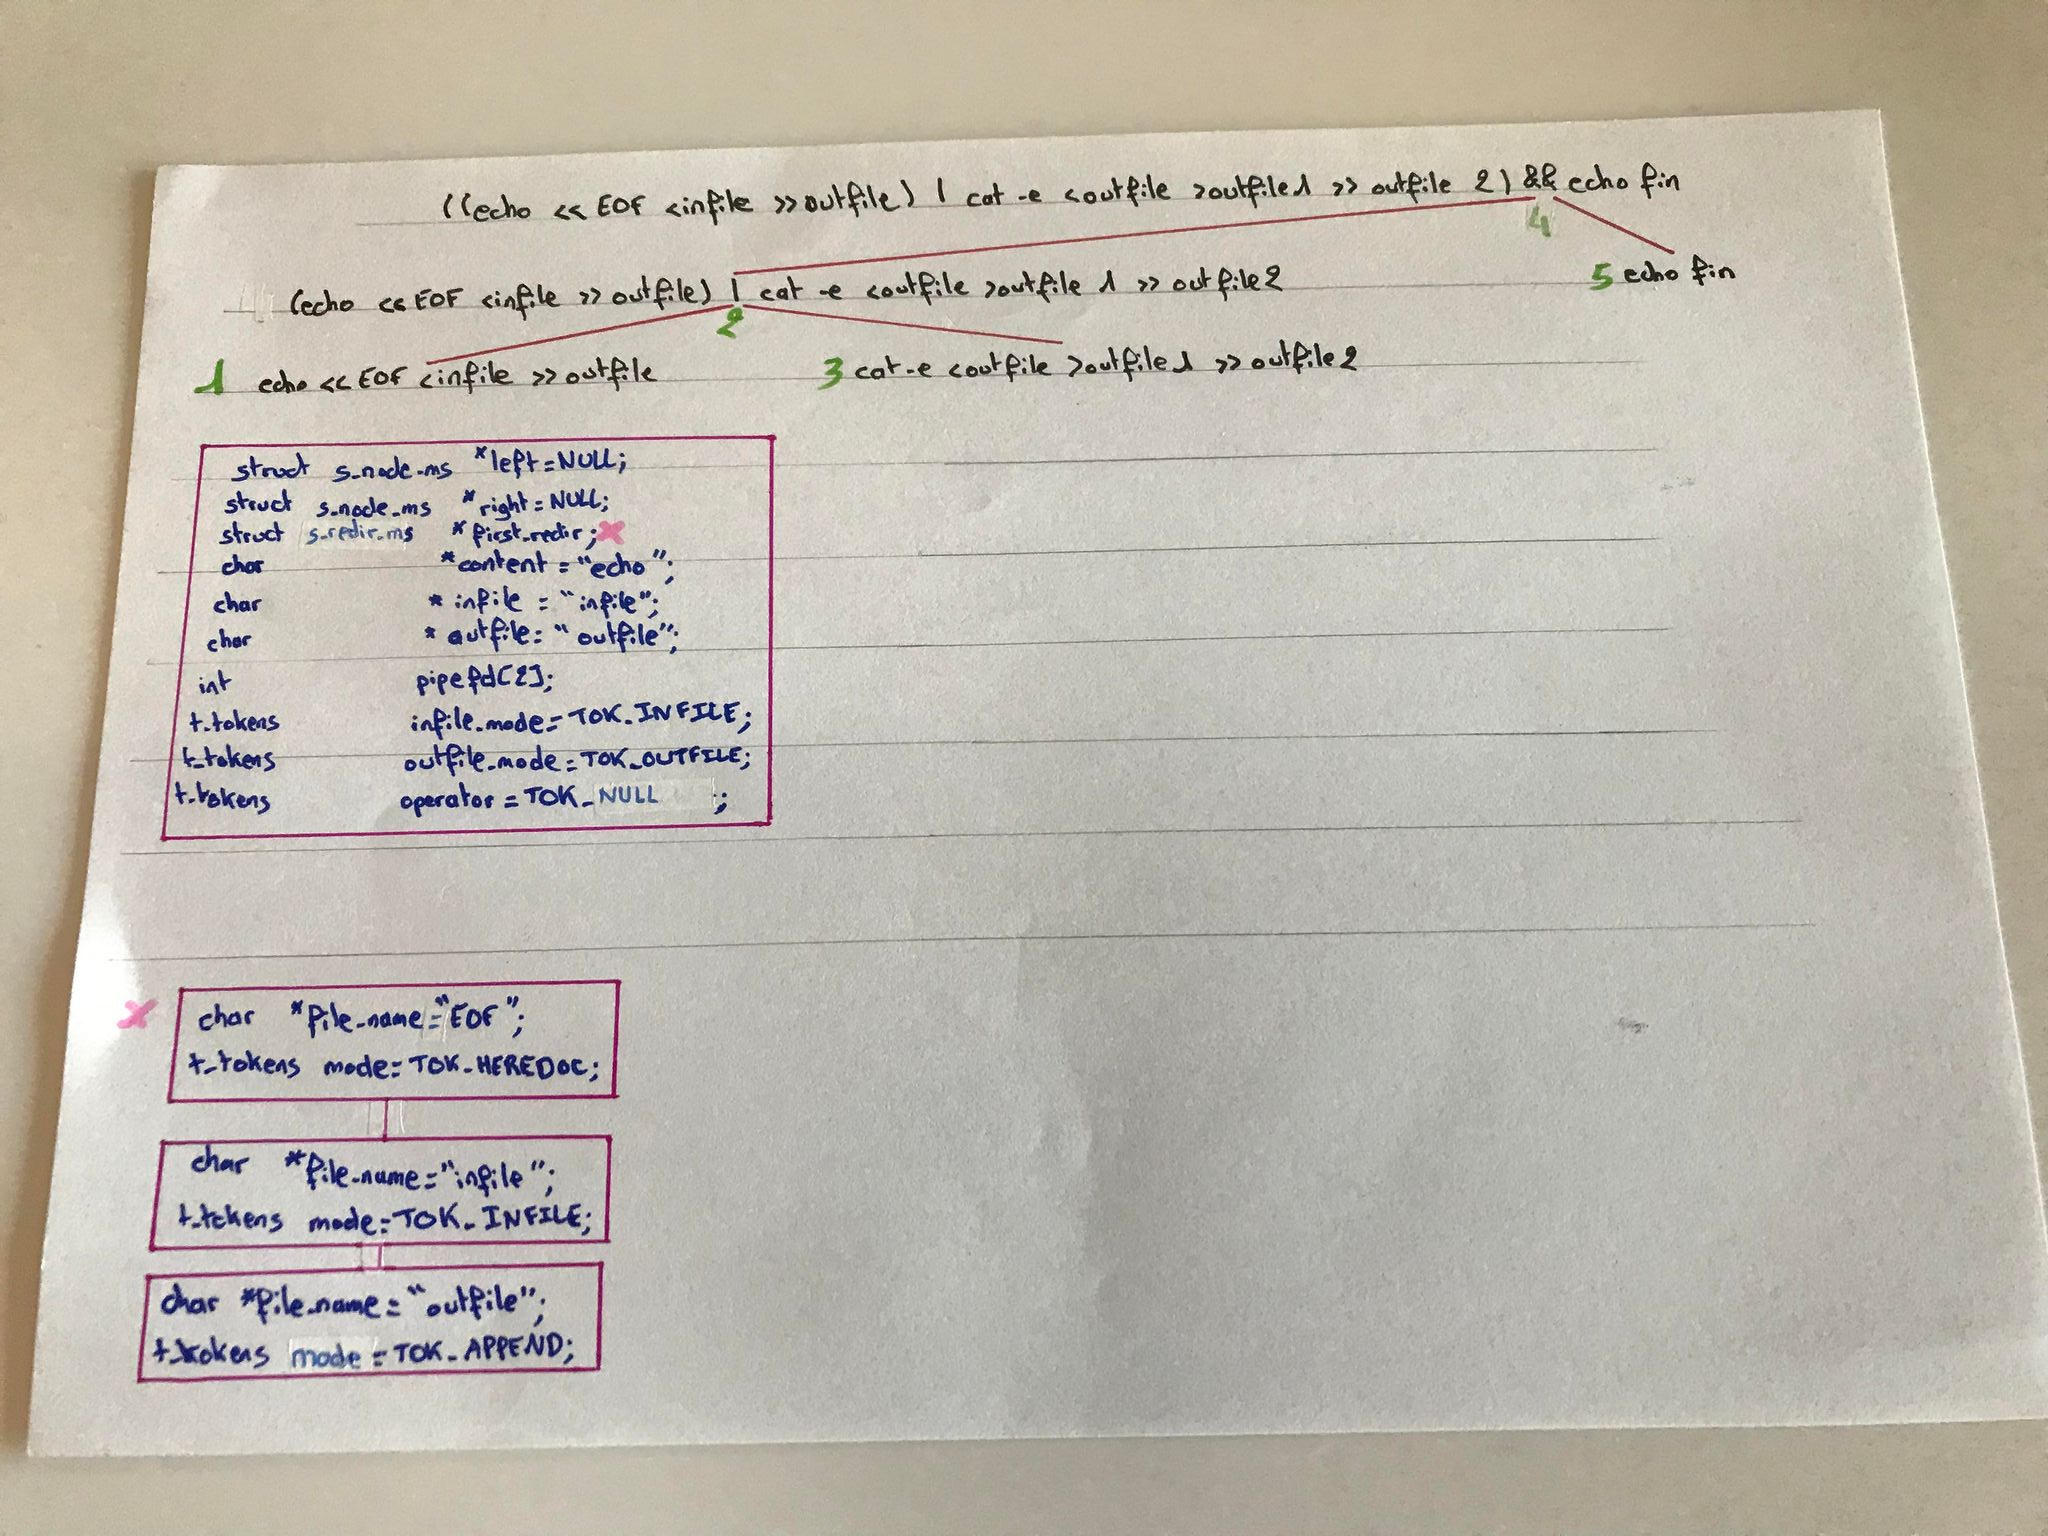 ((echo << EOF <infile >>outfile) | cat -e <outfile >outfile1 >> outfile 2) && echo fin
4
(echo << EOF <infile >> outfile) | cat -e <outfile >outfile 1 >> outfile2
5 echo fin
2
1 echo << EOF <infile >> outfile
3 cat -e <outfile >outfile1 >> outfile2
struct s_node_ms *left=NULL;
struct s_node_ms *right=NULL;
struct s_redir_ms *first_redir;
char *content = "echo";
char * infile = "infile";
char * outfile= "outfile";
int pipefd[2];
t_tokens infile_mode=TOK_INFILE;
t_tokens outfile_mode=TOK_OUTFILE;
t_tokens operator = TOK_NULL ;
char *file_name="EOF";
t_tokens mode=TOK_HEREDOC;
char *file_name="infile";
t_tokens mode=TOK_INFILE;
char *file_name="outfile";
t_tokens mode=TOK_APPEND;